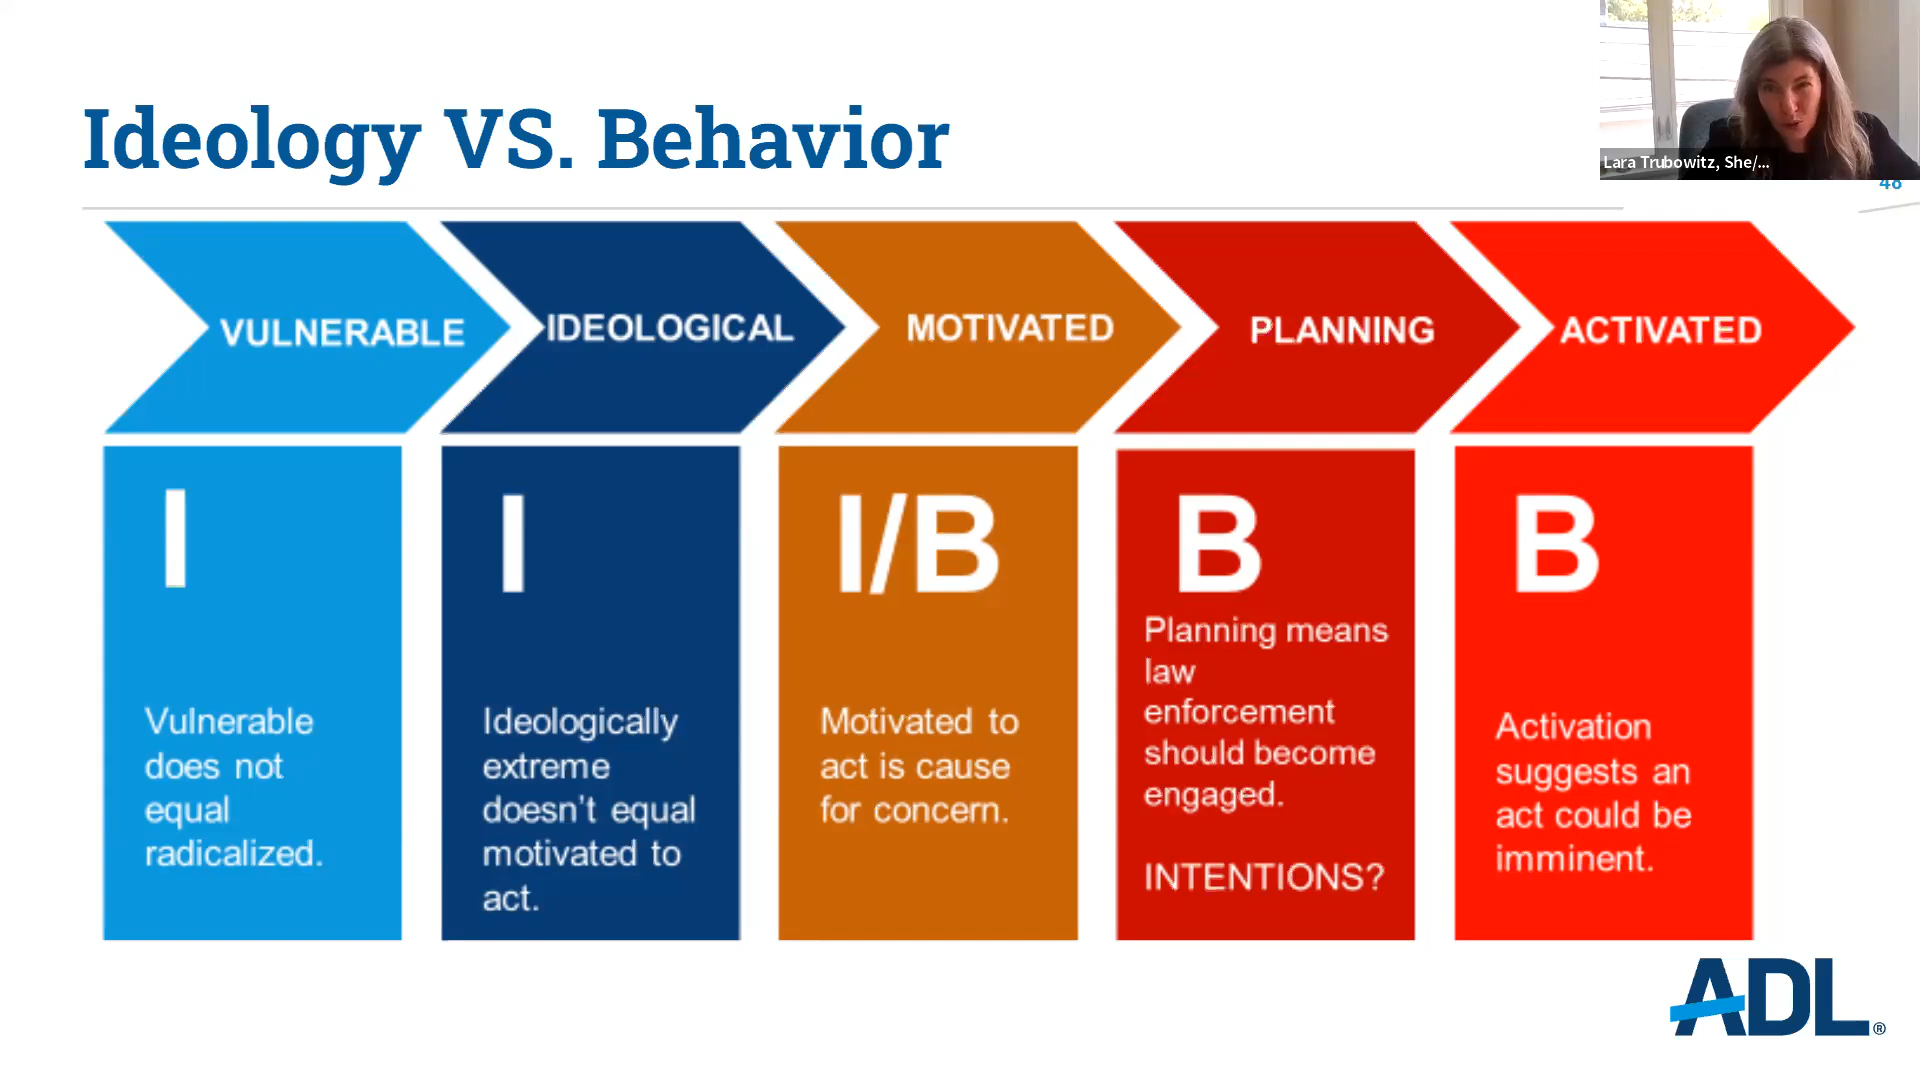 Ideology VS. Behavior
Lara Trubowitz, She/...
48
VULNERABLE
IDEOLOGICAL
MOTIVATED
PLANNING
ACTIVATED
I
Vulnerable
does not
equal
radicalized.
I
Ideologically
extreme
doesn't equal
motivated to
act.
I/B
Motivated to
act is cause
for concern.
B
Planning means
law
enforcement
should become
engaged.
INTENTIONS?
B
Activation
suggests an
act could be
imminent.
ADL®